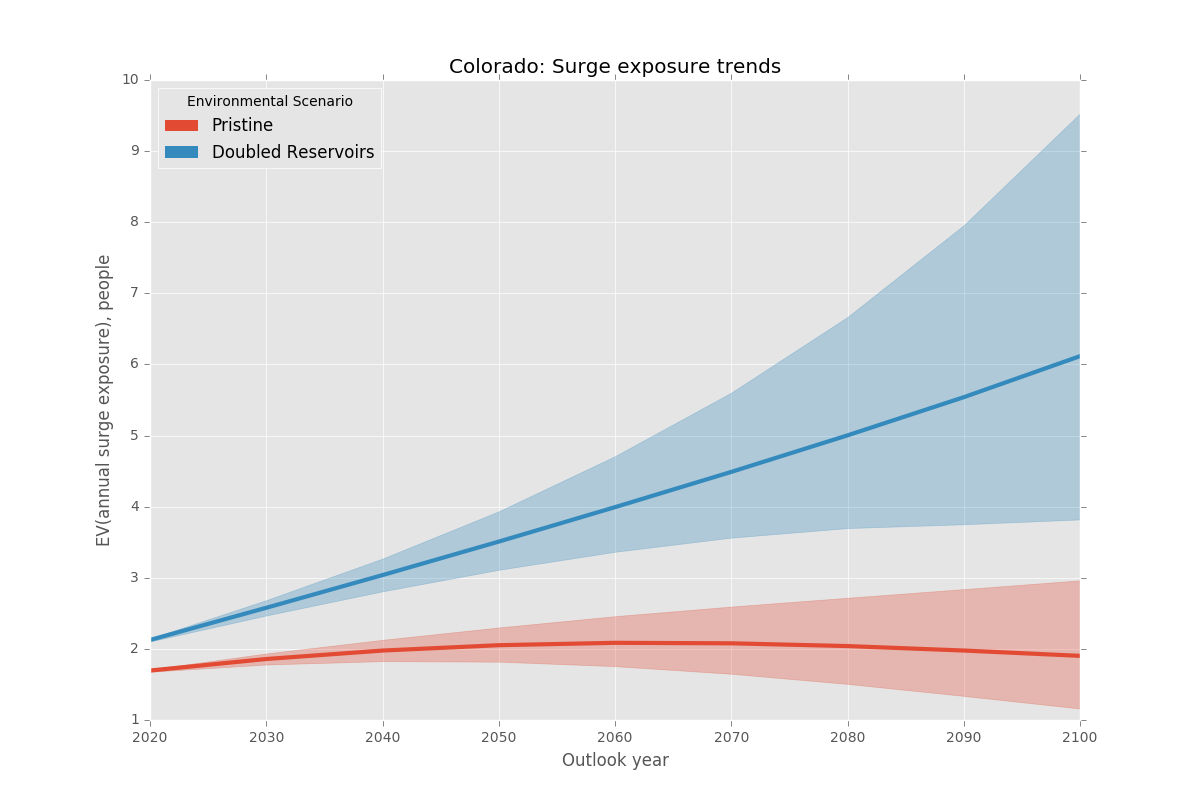 Colorado: Surge exposure trends
Environmental Scenario
Pristine
Doubled Reservoirs
EV(annual surge exposure), people
10
9
8
7
6
5
4
3
2
1
2020 2030 2040 2050 2060 2070 2080 2090 2100
Outlook year